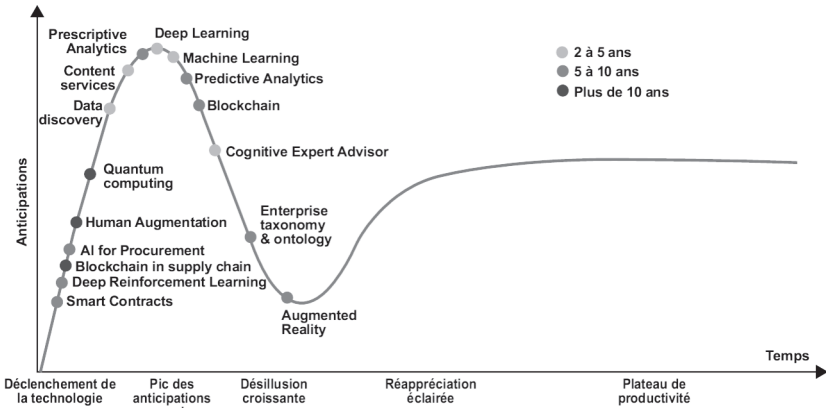 Deep Learning
Prescriptive
Analytics
Machine Learning
Content
services
Predictive Analytics
Data
discovery
Blockchain
Cognitive Expert Advisor
Quantum
computing
Human Augmentation
Enterprise
taxonomy
& ontology
AI for Procurement
Blockchain in supply chain
Deep Reinforcement Learning
Smart Contracts
Augmented
Reality
2 à 5 ans
5 à 10 ans
Plus de 10 ans
Anticipations
Temps
Déclenchement de
la technologie
Pic des
anticipations
Désillusion
croissante
Réappréciation
éclairée
Plateau de
productivité